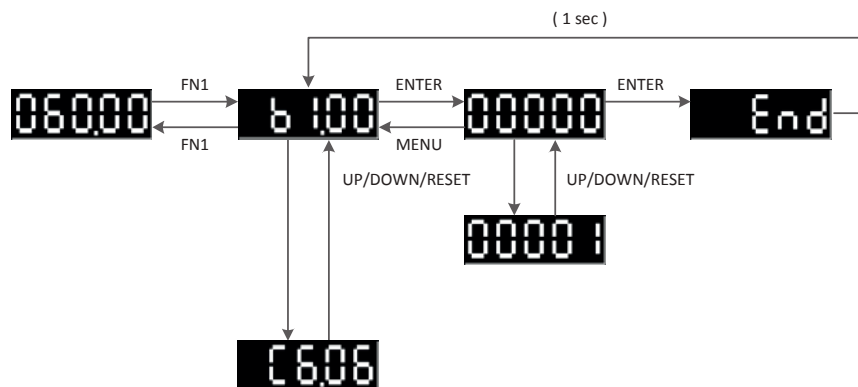 ( 1 sec )
060.00 FN1 b1.00 ENTER 00000 ENTER End
FN1 MENU
UP/DOWN/RESET UP/DOWN/RESET
00001
C6.06